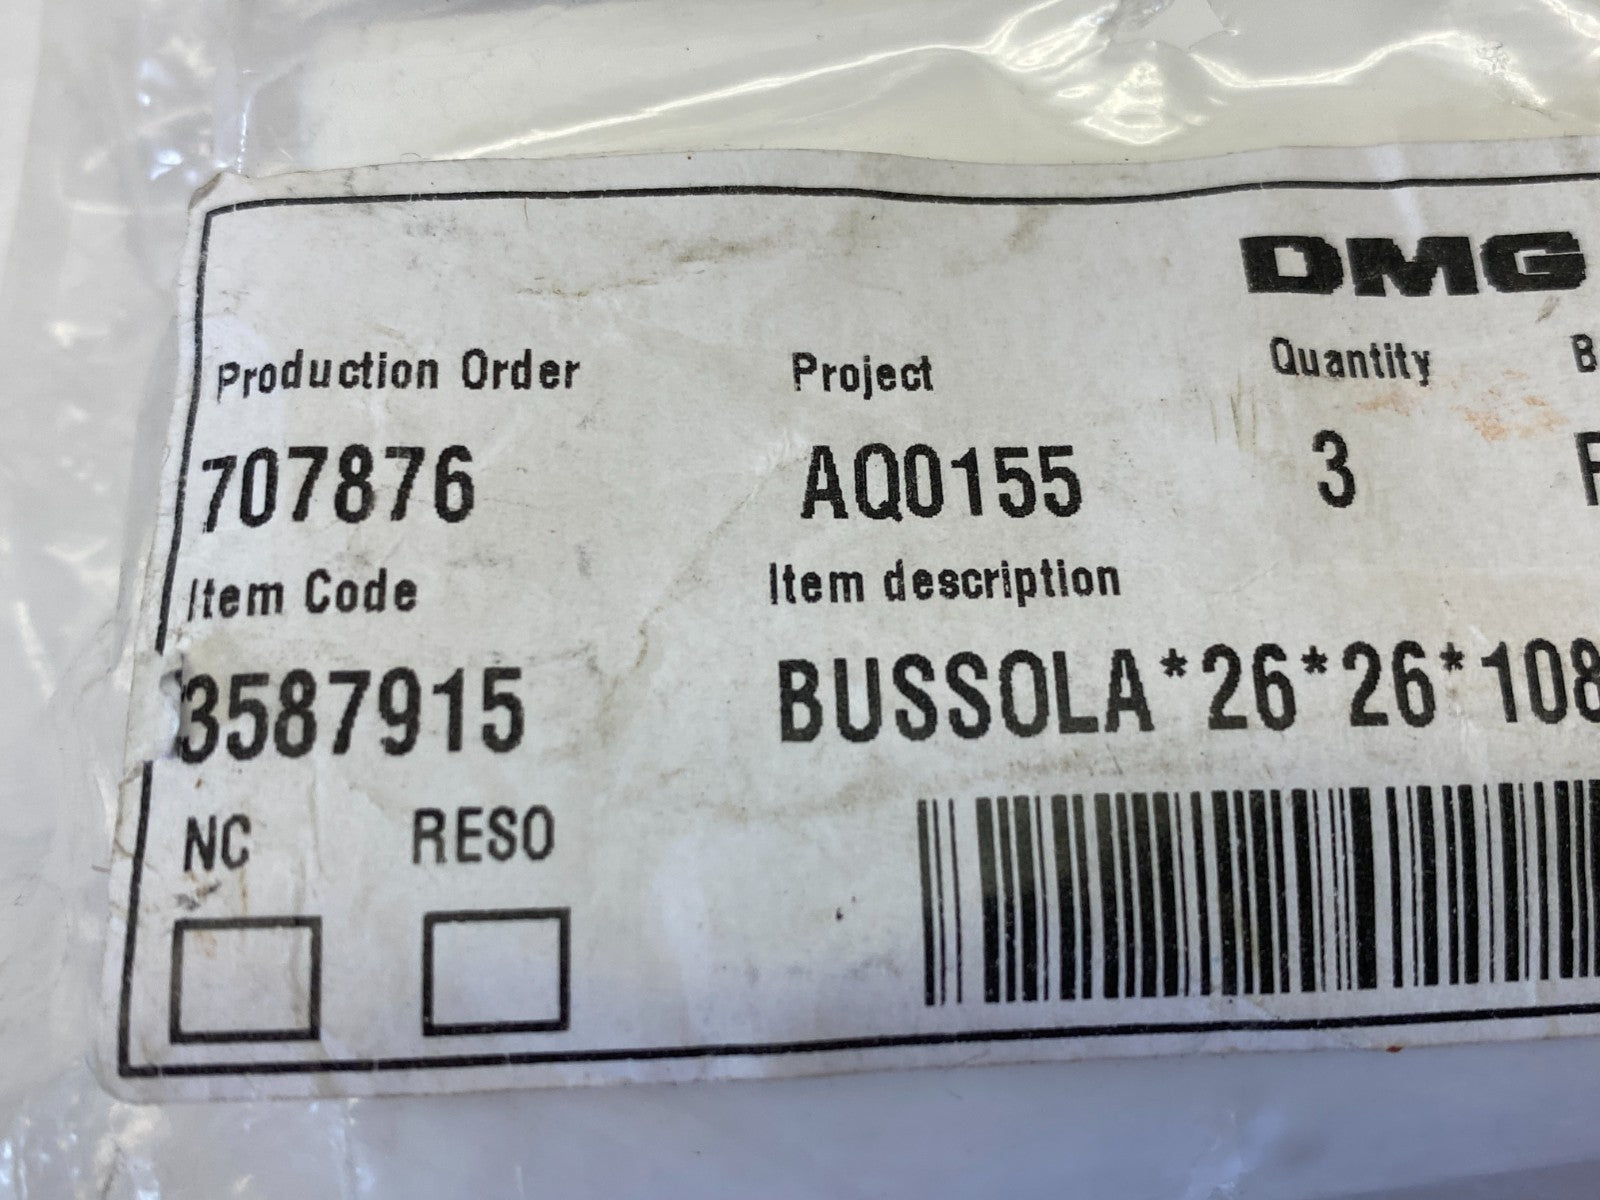 DMG
Production Order Project Quantity
707876 AQ0155 3
Item Code Item description
3587915 BUSSOLA*26*26*108
NC RESO